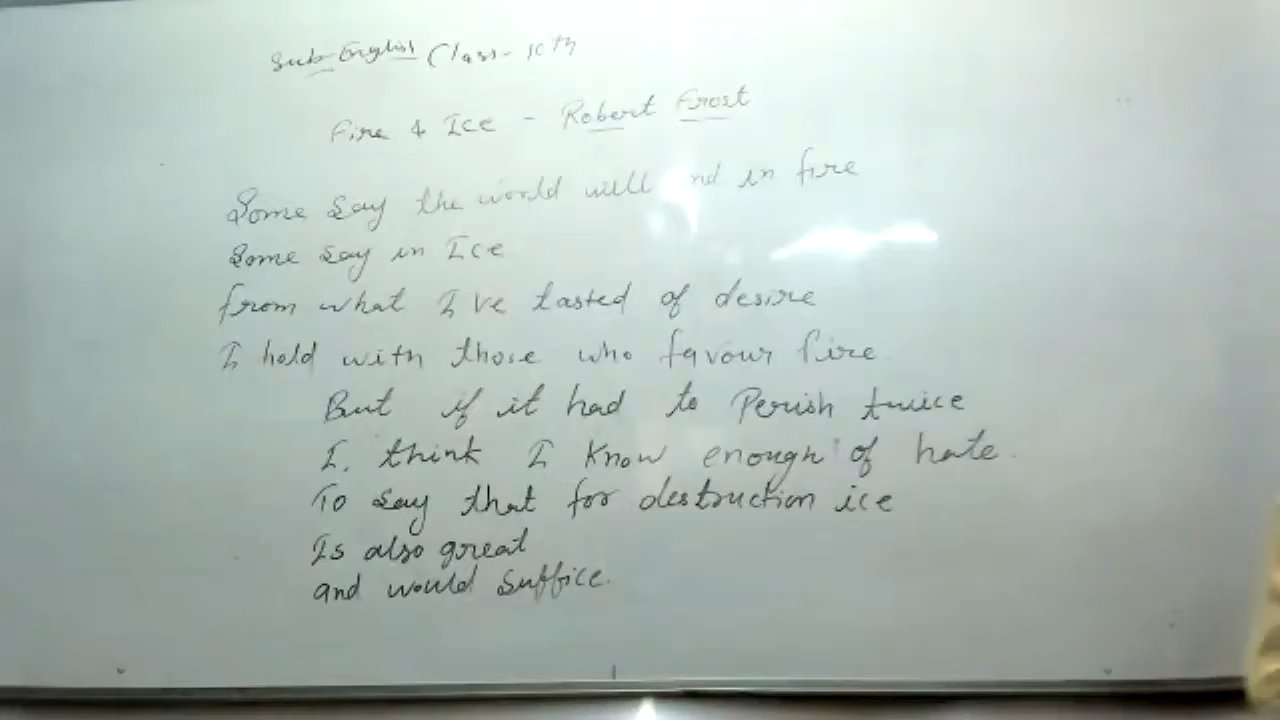 Sub-English Class-10th
Fire & Ice - Robert Frost
Some say the world will nd in fire
Some say in Ice
from what I've tasted of desire
I hold with those who favour fire
But if it had to Perish twice
I. think I Know enough of hate.
To say that for destruction ice
Is also great
and would suffice.